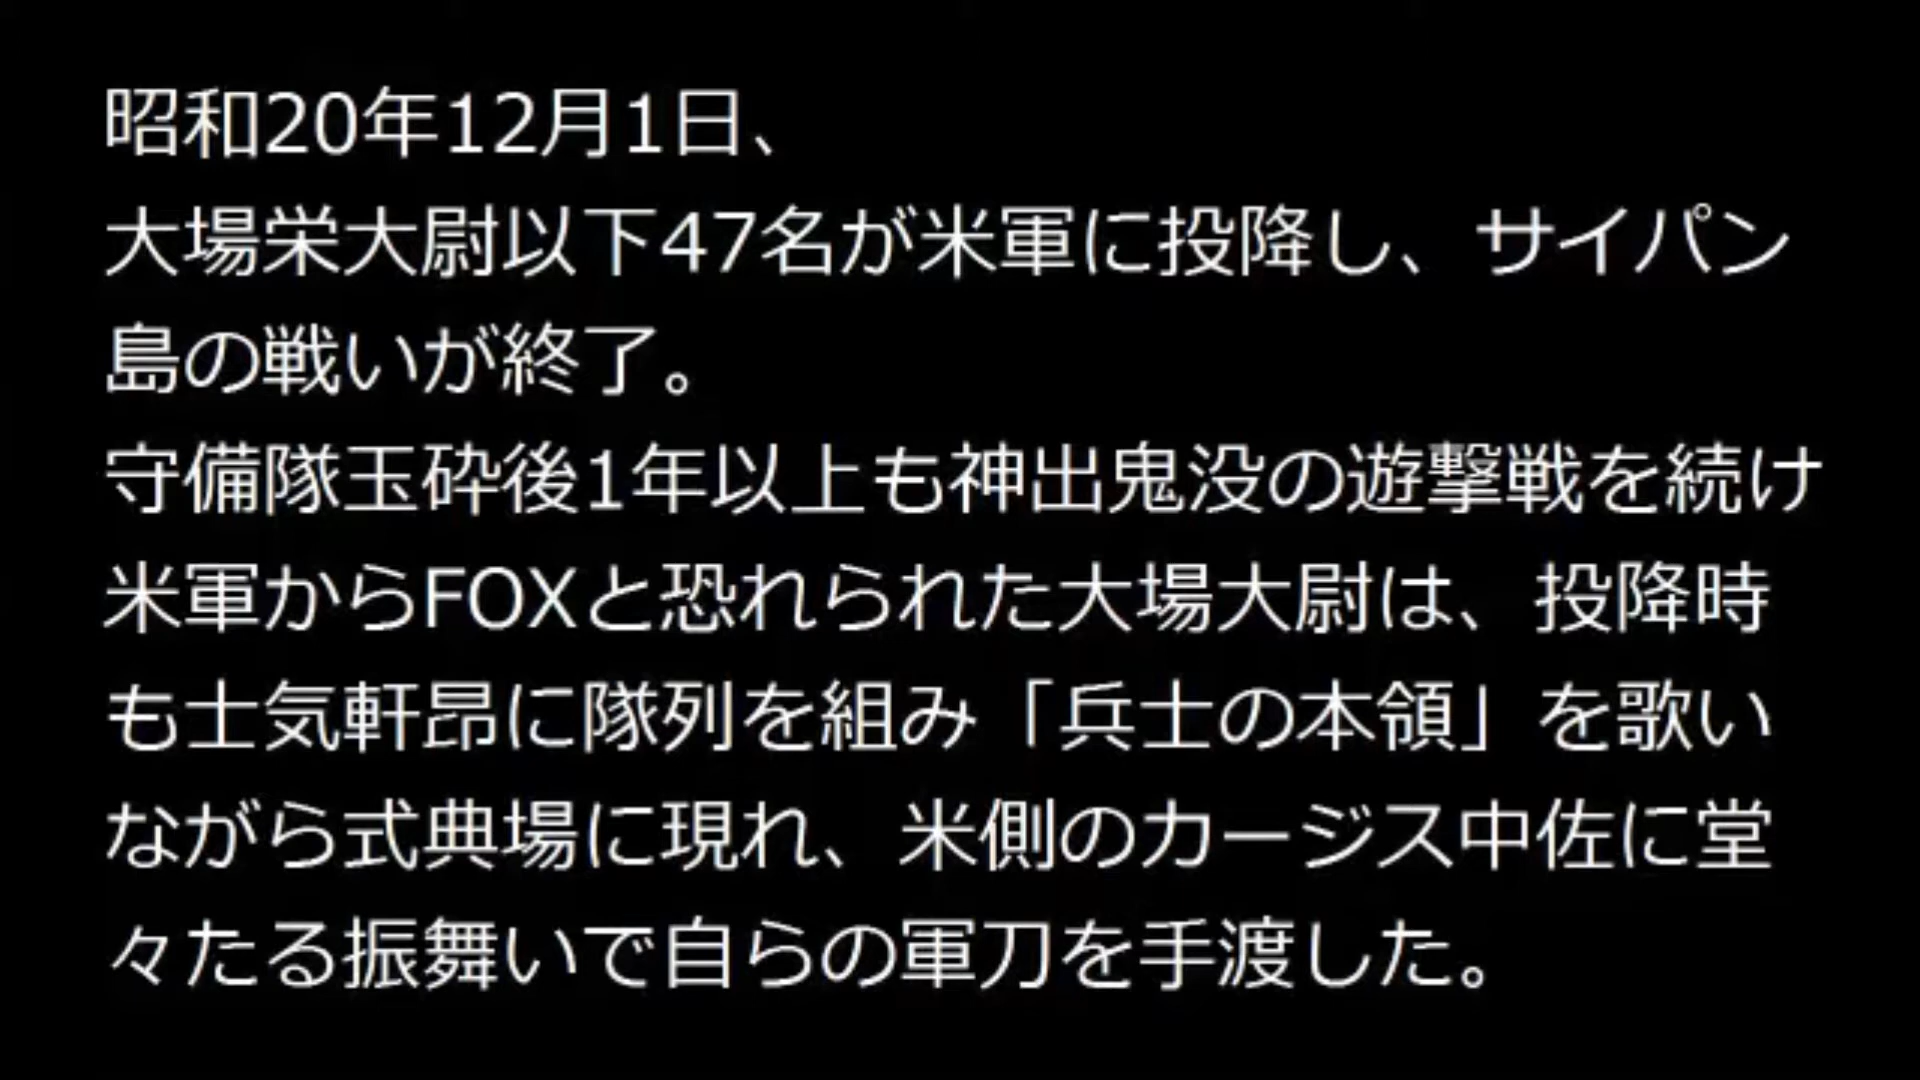 昭和20年12月1日、
大場栄大尉以下47名が米軍に投降し、サイパン
島の戦いが終了。
守備隊玉砕後1年以上も神出鬼没の遊撃戦を続け
米軍からFOXと恐れられた大場大尉は、投降時
も士気軒昂に隊列を組み「兵士の本領」を歌い
ながら式典場に現れ、米側のカージス中佐に堂
々たる振舞いで自らの軍刀を手渡した。